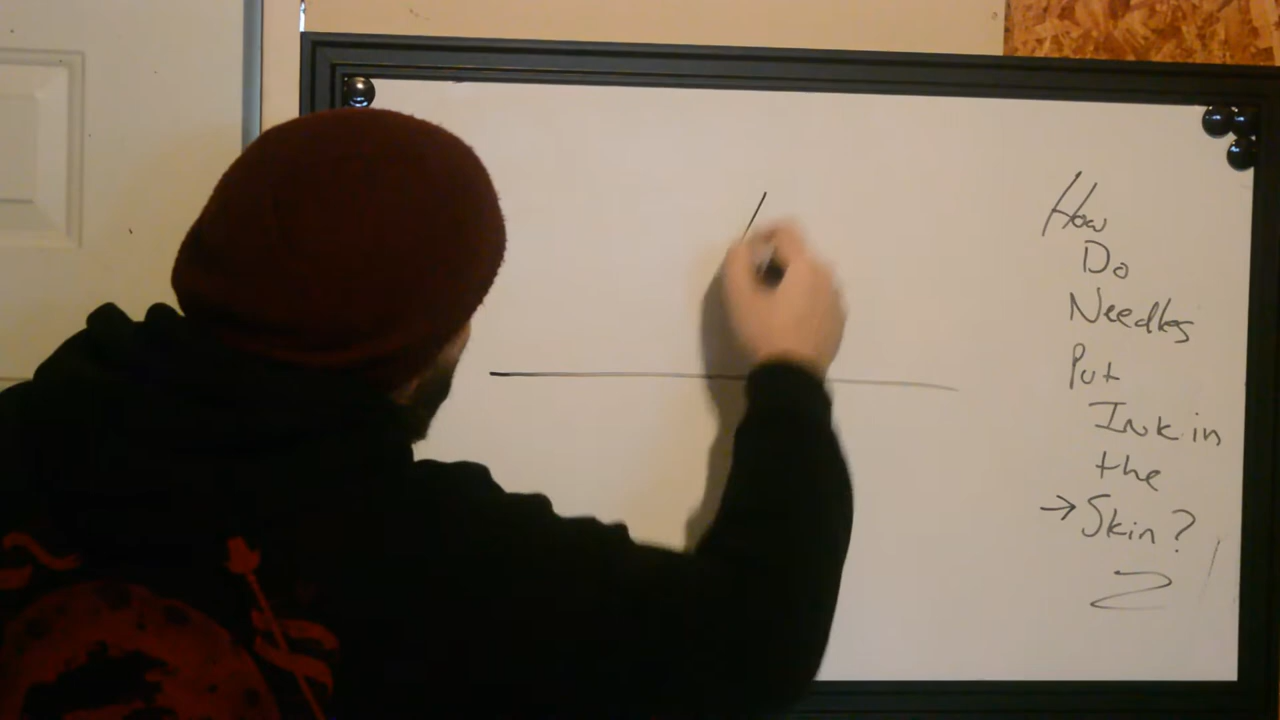 How
Do
Needles
Put
Ink in
the
→ Skin?